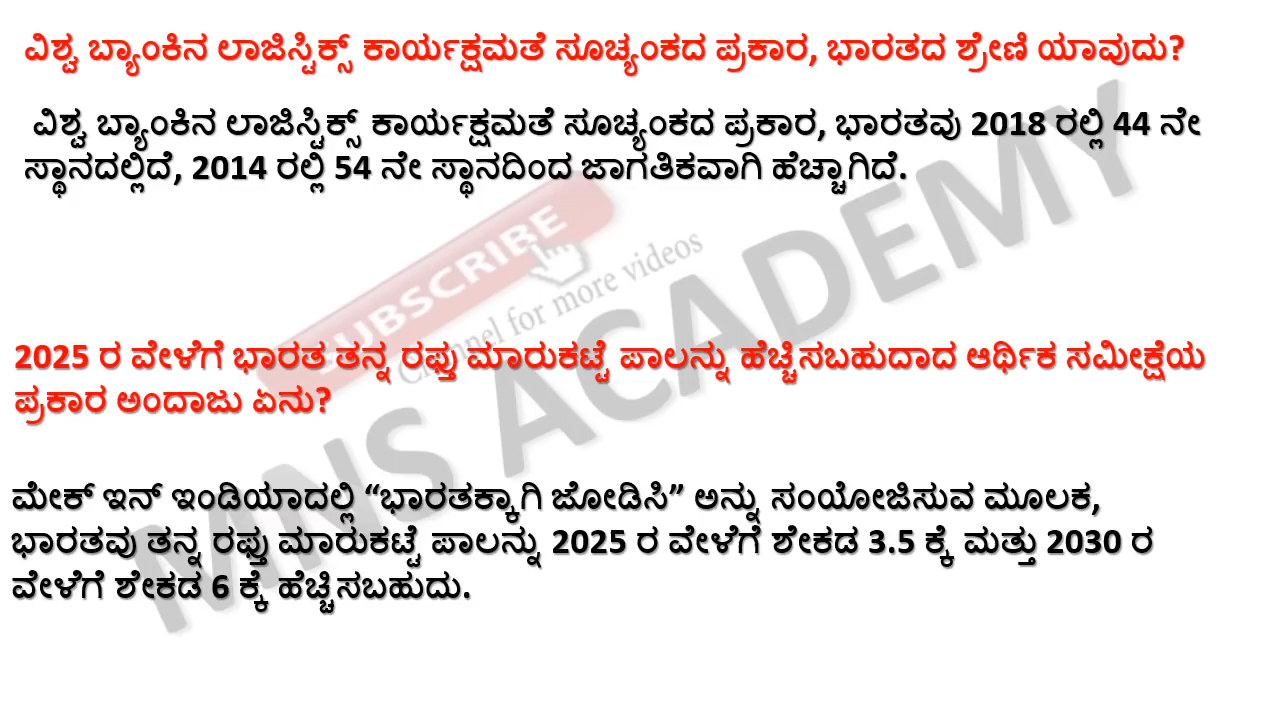 ವಿಶ್ವ ಬ್ಯಾಂಕಿನ ಲಾಜಿಸ್ಟಿಕ್ಸ್ ಕಾರ್ಯಕ್ಷಮತೆ ಸೂಚ್ಯಂಕದ ಪ್ರಕಾರ, ಭಾರತದ ಶ್ರೇಣಿ ಯಾವುದು?
ವಿಶ್ವ ಬ್ಯಾಂಕಿನ ಲಾಜಿಸ್ಟಿಕ್ಸ್ ಕಾರ್ಯಕ್ಷಮತೆ ಸೂಚ್ಯಂಕದ ಪ್ರಕಾರ, ಭಾರತವು 2018 ರಲ್ಲಿ 44 ನೇ
ಸ್ಥಾನದಲ್ಲಿದೆ, 2014 ರಲ್ಲಿ 54 ನೇ ಸ್ಥಾನದಿಂದ ಜಾಗತಿಕವಾಗಿ ಹೆಚ್ಚಾಗಿದೆ.
SUBSCRIBE
Channel for more videos
MNS ACADEMY
2025 ರ ವೇಳೆಗೆ ಭಾರತ ತನ್ನ ರಫ್ತು ಮಾರುಕಟ್ಟೆ ಪಾಲನ್ನು ಹೆಚ್ಚಿಸಬಹುದಾದ ಆರ್ಥಿಕ ಸಮೀಕ್ಷೆಯ
ಪ್ರಕಾರ ಅಂದಾಜು ಏನು?
ಮೇಕ್ ಇನ್ ಇಂಡಿಯಾದಲ್ಲಿ “ಭಾರತಕ್ಕಾಗಿ ಜೋಡಿಸಿ” ಅನ್ನು ಸಂಯೋಜಿಸುವ ಮೂಲಕ,
ಭಾರತವು ತನ್ನ ರಫ್ತು ಮಾರುಕಟ್ಟೆ ಪಾಲನ್ನು 2025 ರ ವೇಳೆಗೆ ಶೇಕಡ 3.5 ಕ್ಕೆ ಮತ್ತು 2030 ರ
ವೇಳೆಗೆ ಶೇಕಡ 6 ಕ್ಕೆ ಹೆಚ್ಚಿಸಬಹುದು.